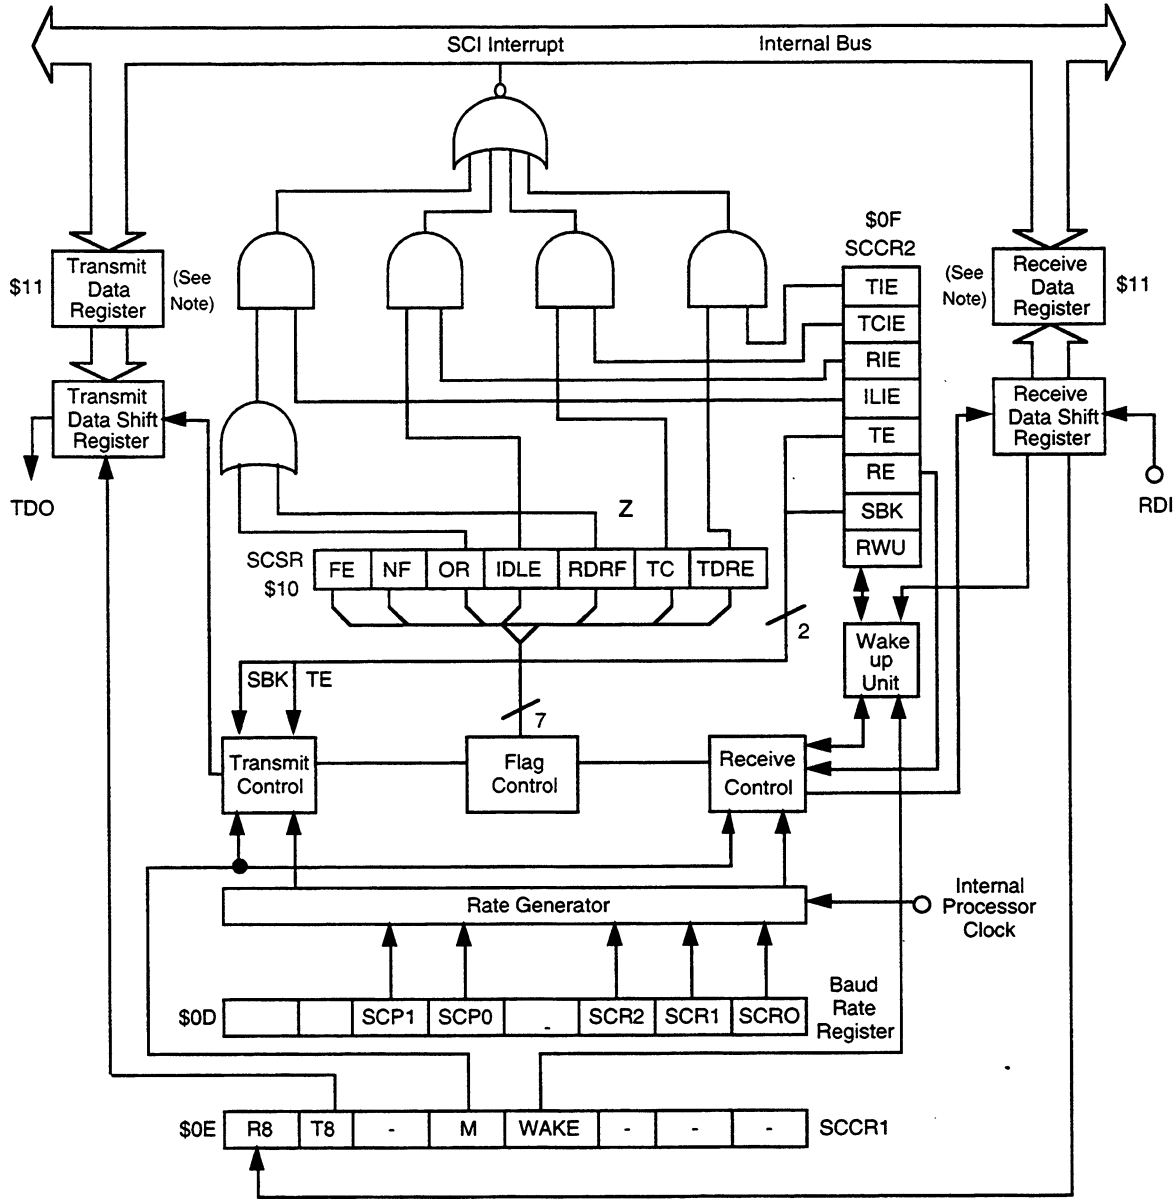 SCI Interrupt
Internal Bus
$0F
SCCR2
$11
Transmit
Data
Register
(See
Note)
(See
Note)
Receive
Data
Register
$11
TIE
TCIE
RIE
ILIE
TE
RE
SBK
RWU
Transmit
Data Shift
Register
TDO
Receive
Data Shift
Register
RDI
Z
SCSR
$10
FE
NF
OR
IDLE
RDRF
TC
TDRE
2
Wake
up
Unit
SBK
TE
7
Transmit
Control
Flag
Control
Receive
Control
Rate Generator
Internal
Processor
Clock
$0D
SCP1
SCP0
-
SCR2
SCR1
SCRO
Baud
Rate
Register
$0E
R8
T8
-
M
WAKE
-
-
-
SCCR1